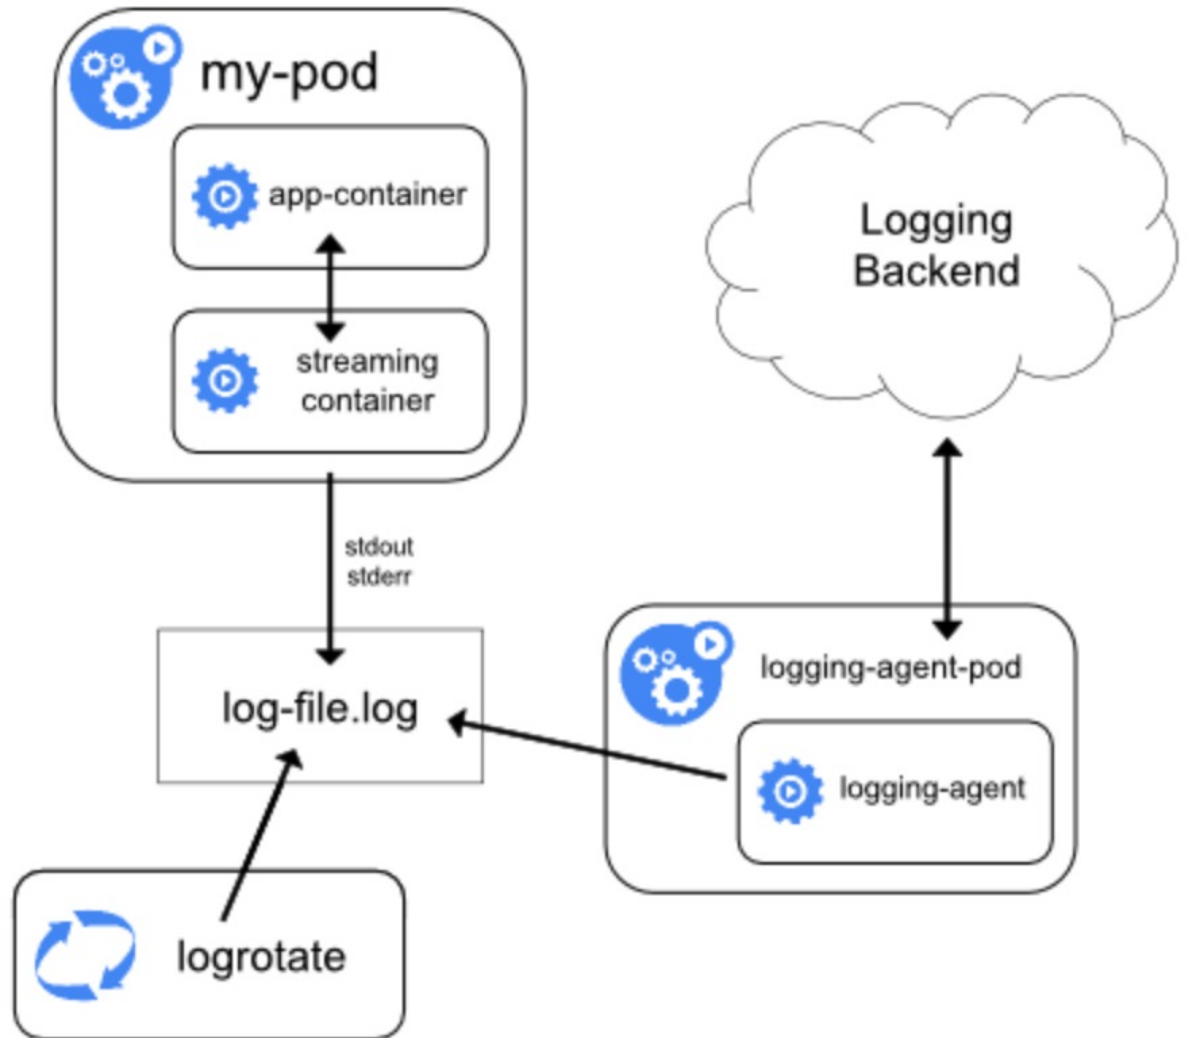 my-pod
app-container
streaming
container
Logging
Backend
stdout
stderr
log-file.log
logging-agent-pod
logging-agent
logrotate